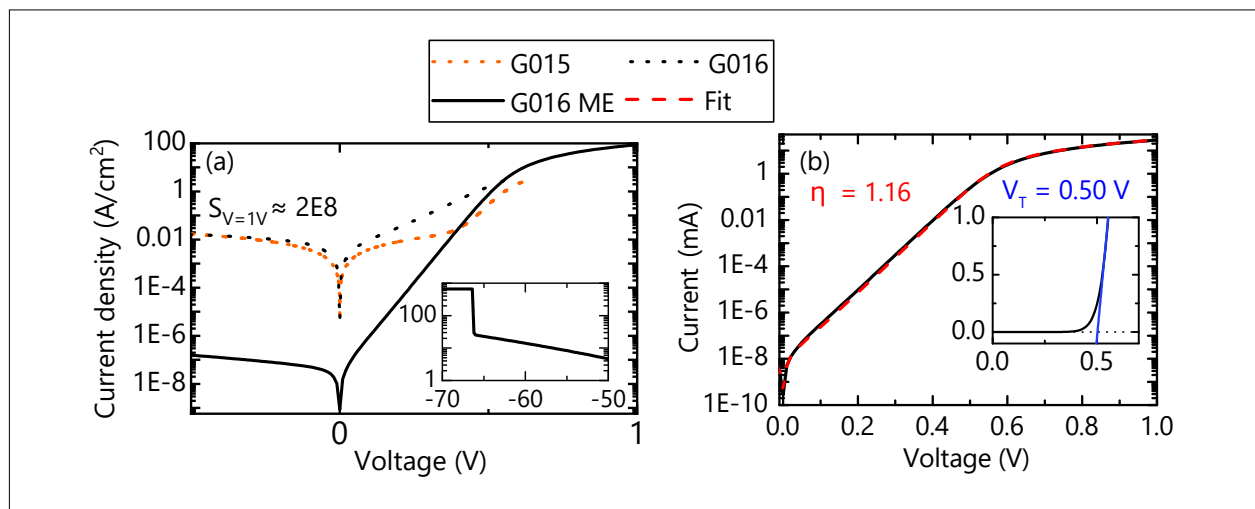 G015
G016
G016 ME
Fit
(a)
S_V=1V ≈ 2E8
Current density (A/cm²)
100
1
0.01
1E-4
1E-6
1E-8
0
1
Voltage (V)
100
1
-70
-60
-50
(b)
η = 1.16
V_T = 0.50 V
Current (mA)
1
0.01
1E-4
1E-6
1E-8
1E-10
0.0
0.2
0.4
0.6
0.8
1.0
Voltage (V)
1.0
0.5
0.0
0.0
0.5